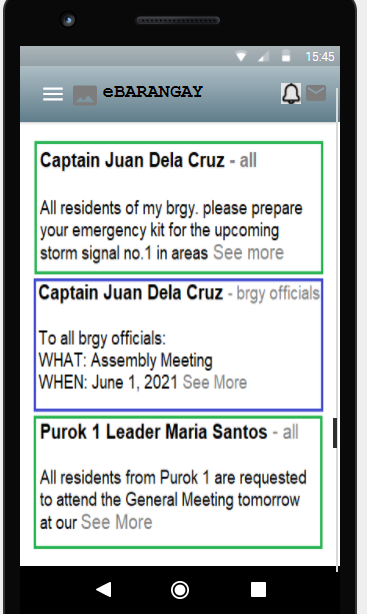 15:45
eBARANGAY
Captain Juan Dela Cruz - all
All residents of my brgy. please prepare
your emergency kit for the upcoming
storm signal no.1 in areas See more
Captain Juan Dela Cruz - brgy officials
To all brgy officials:
WHAT: Assembly Meeting
WHEN: June 1, 2021 See More
Purok 1 Leader Maria Santos - all
All residents from Purok 1 are requested
to attend the General Meeting tomorrow
at our See More